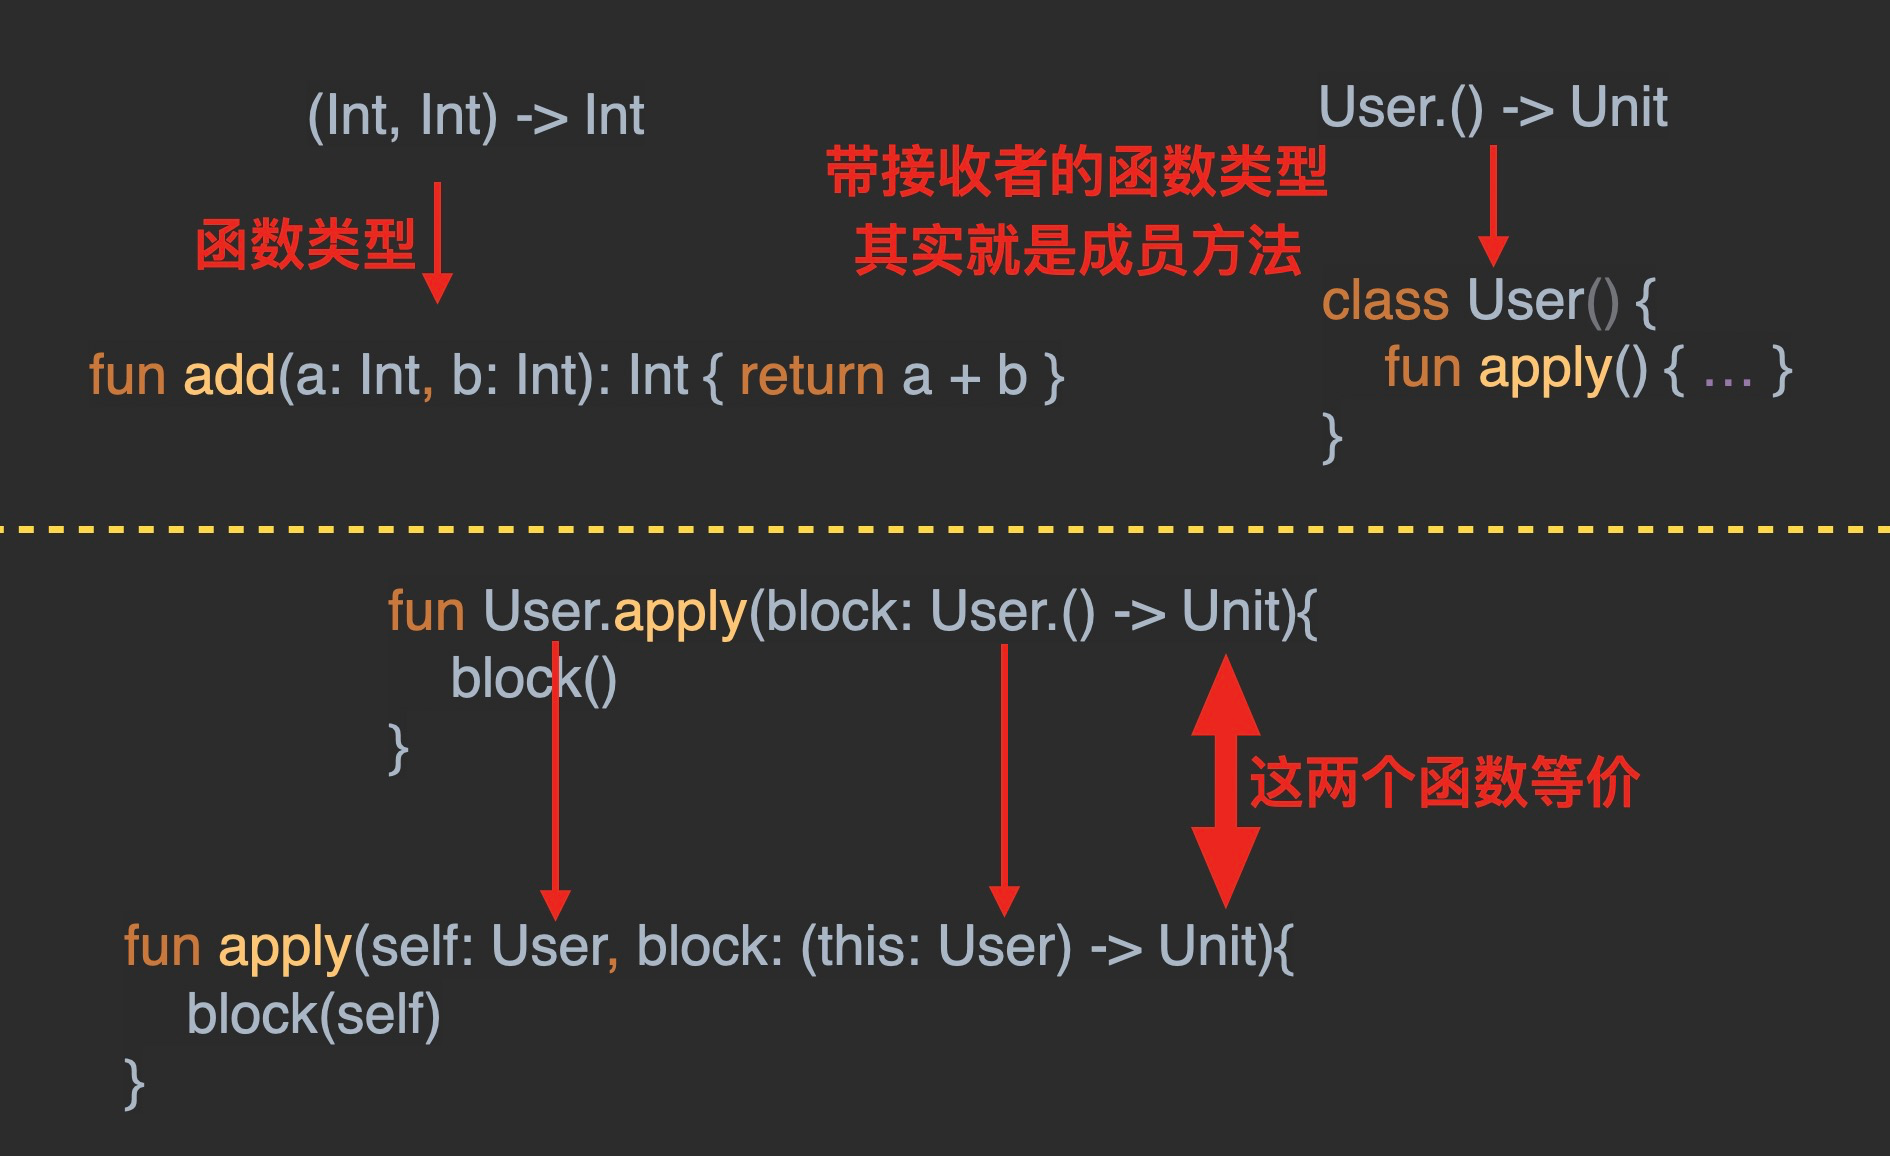 (Int, Int) -> Int
函数类型
fun add(a: Int, b: Int): Int { return a + b }
User.() -> Unit
带接收者的函数类型
其实就是成员方法
class User() {
fun apply() { ... }
}
fun User.apply(block: User.() -> Unit){
block()
}
这两个函数等价
fun apply(self: User, block: (this: User) -> Unit){
block(self)
}